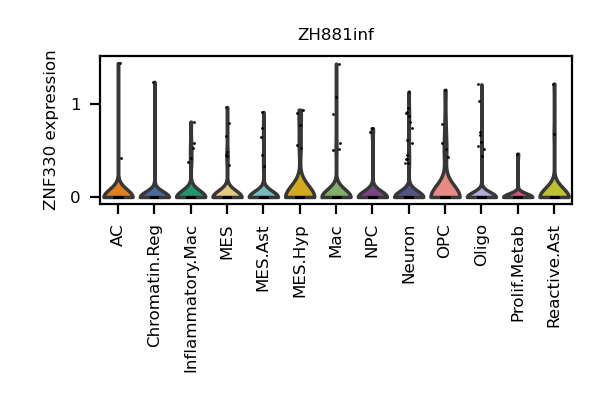 ZH881inf
ZNF330 expression
1
0
AC
Chromatin.Reg
Inflammatory.Mac
MES
MES.Ast
MES.Hyp
Mac
NPC
Neuron
OPC
Oligo
Prolif.Metab
Reactive.Ast